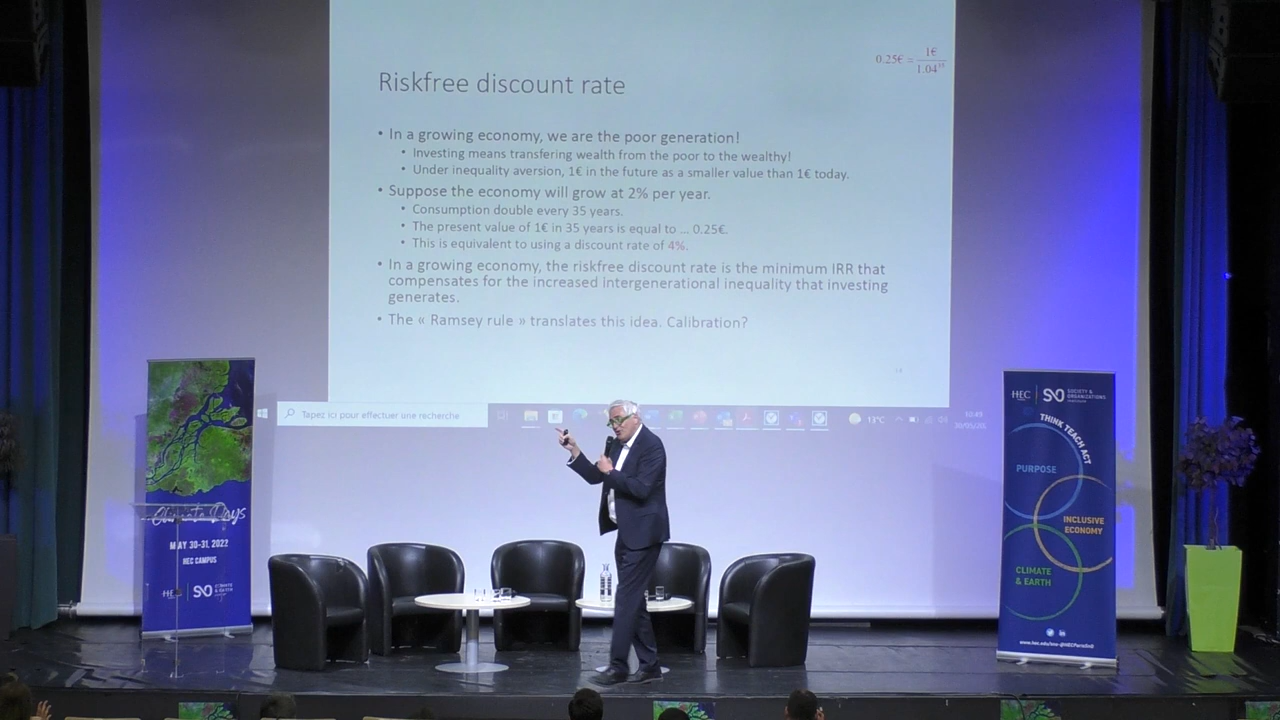 0.25€ = 1€
1.04
Riskfree discount rate
• In a growing economy, we are the poor generation!
• Investing means transfering wealth from the poor to the wealthy!
• Under inequality aversion, 1€ in the future as a smaller value than 1€ today.
• Suppose the economy will grow at 2% per year.
• Consumption double every 35 years.
• The present value of 1€ in 35 years is equal to ... 0.25€.
• This is equivalent to using a discount rate of 4%.
• In a growing economy, the riskfree discount rate is the minimum IRR that
compensates for the increased intergenerational inequality that investing
generates.
• The « Ramsey rule » translates this idea. Calibration?
Tapez ici pour effectuer une recherche
13°C
Climate Days
MAY 30-31, 2022
HEC CAMPUS
HEC
HEC
SOCIETY &
ORGANIZATIONS
THINK TEACH ACT
PURPOSE
INCLUSIVE
ECONOMY
CLIMATE
& EARTH